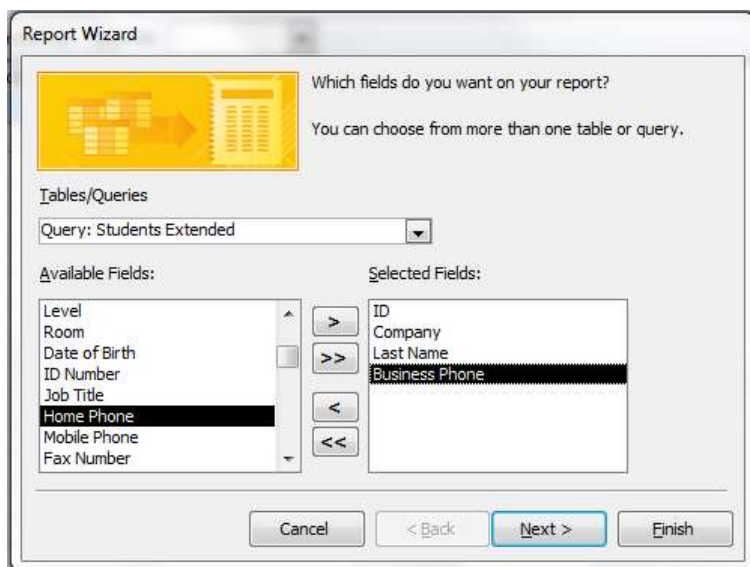 Report Wizard
Which fields do you want on your report?
You can choose from more than one table or query.
Tables/Queries
Query: Students Extended
Available Fields:
Level
Room
Date of Birth
ID Number
Job Title
Home Phone
Mobile Phone
Fax Number
>
>>
<
<<
Selected Fields:
ID
Company
Last Name
Business Phone
Cancel
< Back
Next >
Finish